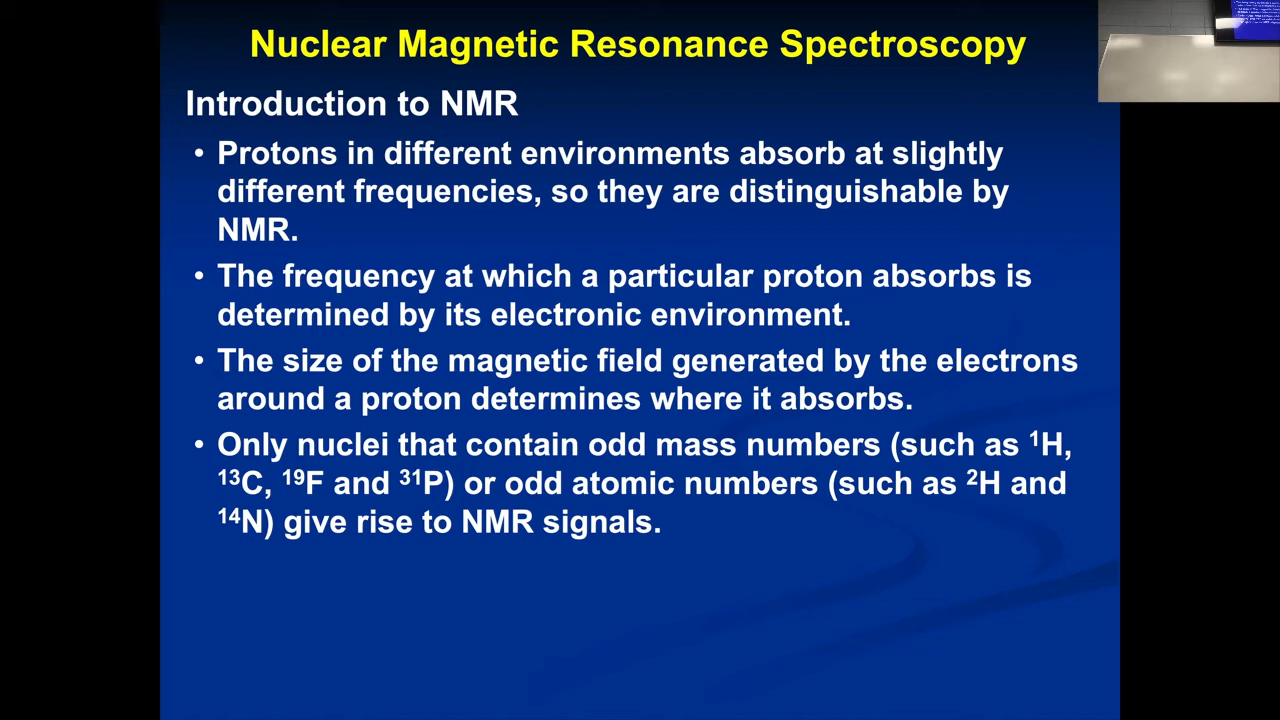 Nuclear Magnetic Resonance Spectroscopy
Introduction to NMR
• Protons in different environments absorb at slightly
different frequencies, so they are distinguishable by
NMR.
• The frequency at which a particular proton absorbs is
determined by its electronic environment.
• The size of the magnetic field generated by the electrons
around a proton determines where it absorbs.
• Only nuclei that contain odd mass numbers (such as ¹H,
¹³C, ¹⁹F and ³¹P) or odd atomic numbers (such as ²H and
¹⁴N) give rise to NMR signals.